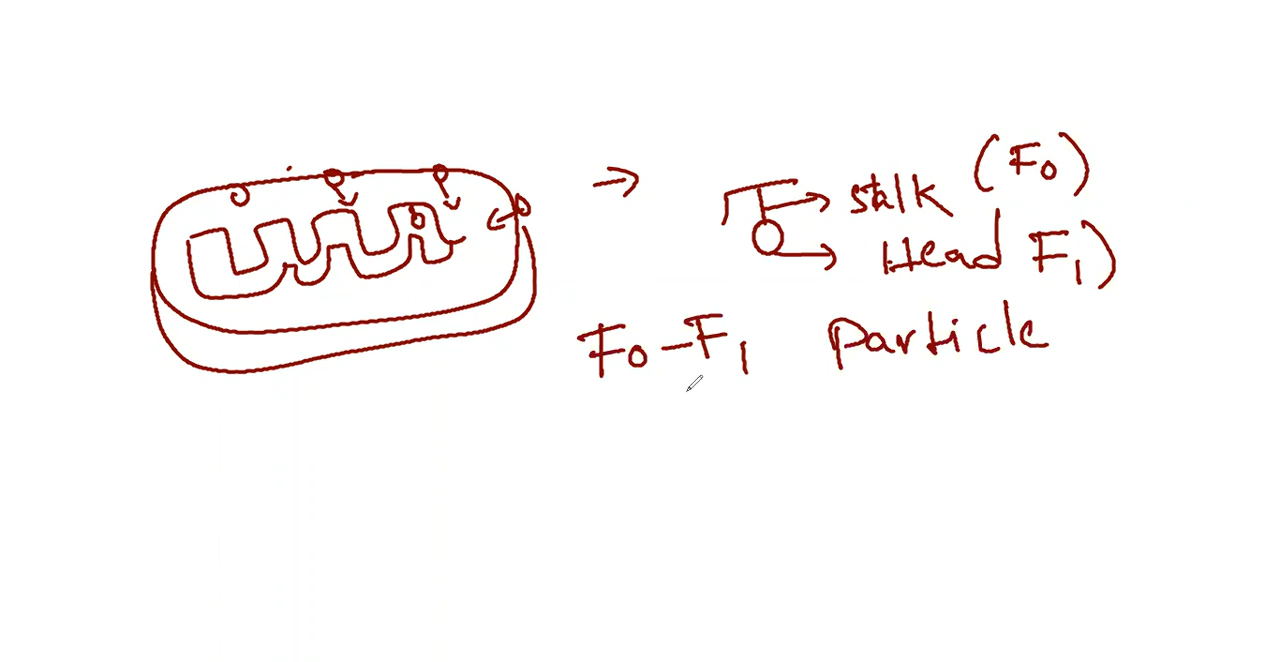 → stalk (F0)
Head F1)
F0-F1 Particle